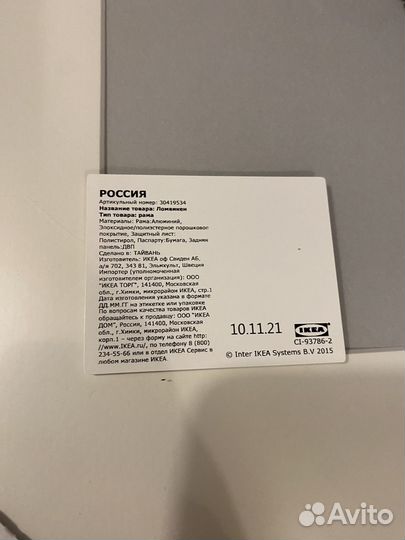 РОССИЯ
Артикульный номер: 30419534
Название товара: Ломвикен
Тип товара: рама
Материалы: Рама:Алюминий,
Эпоксидное/полиэстерное порошковое
покрытие, Защитный лист:
Полистирол, Паспарту:Бумага, Задняя
панель:ДВП
Сделано в: ТАЙВАНЬ
Изготовитель: ИКЕА оф Свиден АБ,
а/я 702, 343 81, Эльмхульт, Швеция
Импортер (уполномоченная
изготовителем организация): ООО
"ИКЕА ТОРГ", 141400, Московская
обл., г.Химки, микрорайон ИКЕА, стр.1
Дата изготовления указана в формате
ДД.ММ.ГГ на этикетке или упаковке
По вопросам качества товаров ИКЕА
обращайтесь к продавцу: ООО "ИКЕА
ДОМ", Россия, 141400, Московская
обл., г.Химки, микрорайон ИКЕА,
корп.1 – через форму на сайте http:
//www.IKEA.ru/, по телефону 8 (800)
234-55-66 или в отдел ИКЕА Сервис в
любом магазине ИКЕА
10.11.21
IKEA
CI-93786-2
© Inter IKEA Systems B.V 2015
Avito